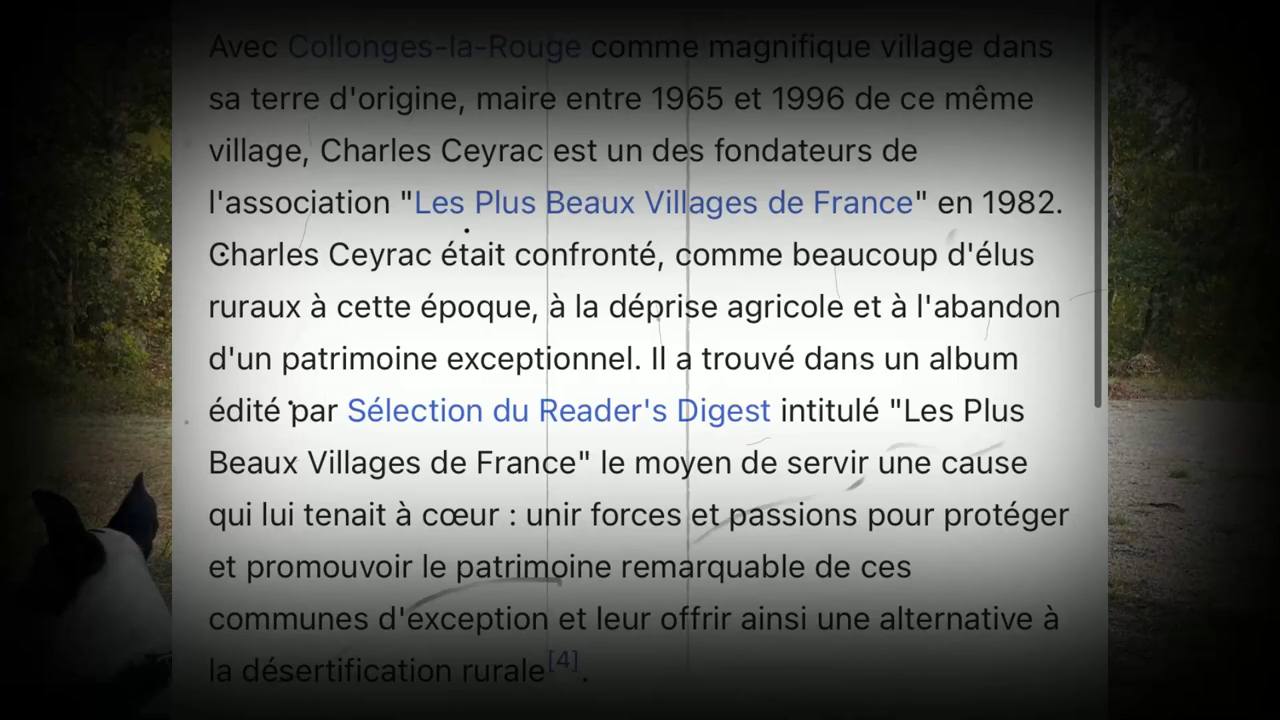 Avec Collonges-la-Rouge comme magnifique village dans
sa terre d'origine, maire entre 1965 et 1996 de ce même
village, Charles Ceyrac est un des fondateurs de
l'association "Les Plus Beaux Villages de France" en 1982.
Charles Ceyrac était confronté, comme beaucoup d'élus
ruraux à cette époque, à la déprise agricole et à l'abandon
d'un patrimoine exceptionnel. Il a trouvé dans un album
édité par Sélection du Reader's Digest intitulé "Les Plus
Beaux Villages de France" le moyen de servir une cause
qui lui tenait à cœur : unir forces et passions pour protéger
et promouvoir le patrimoine remarquable de ces
communes d'exception et leur offrir ainsi une alternative à
la désertification rurale[4].